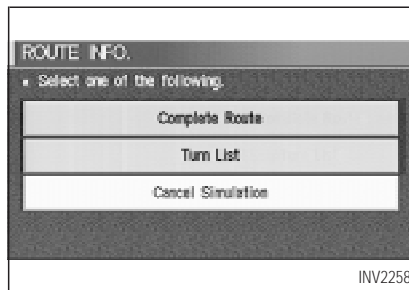 ROUTE INFO.
Select one of the following.
Complete Route
Turn List
Cancel Simulation
INV2258